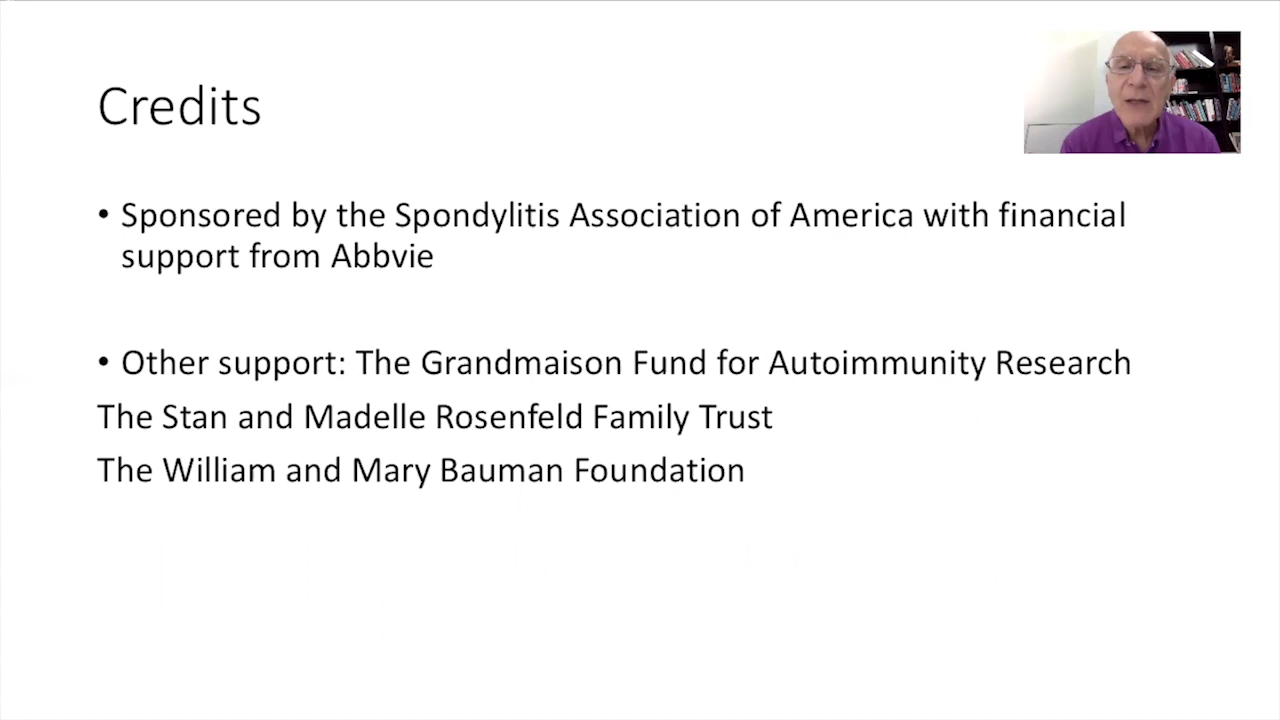 Credits
• Sponsored by the Spondylitis Association of America with financial
support from Abbvie
• Other support: The Grandmaison Fund for Autoimmunity Research
The Stan and Madelle Rosenfeld Family Trust
The William and Mary Bauman Foundation